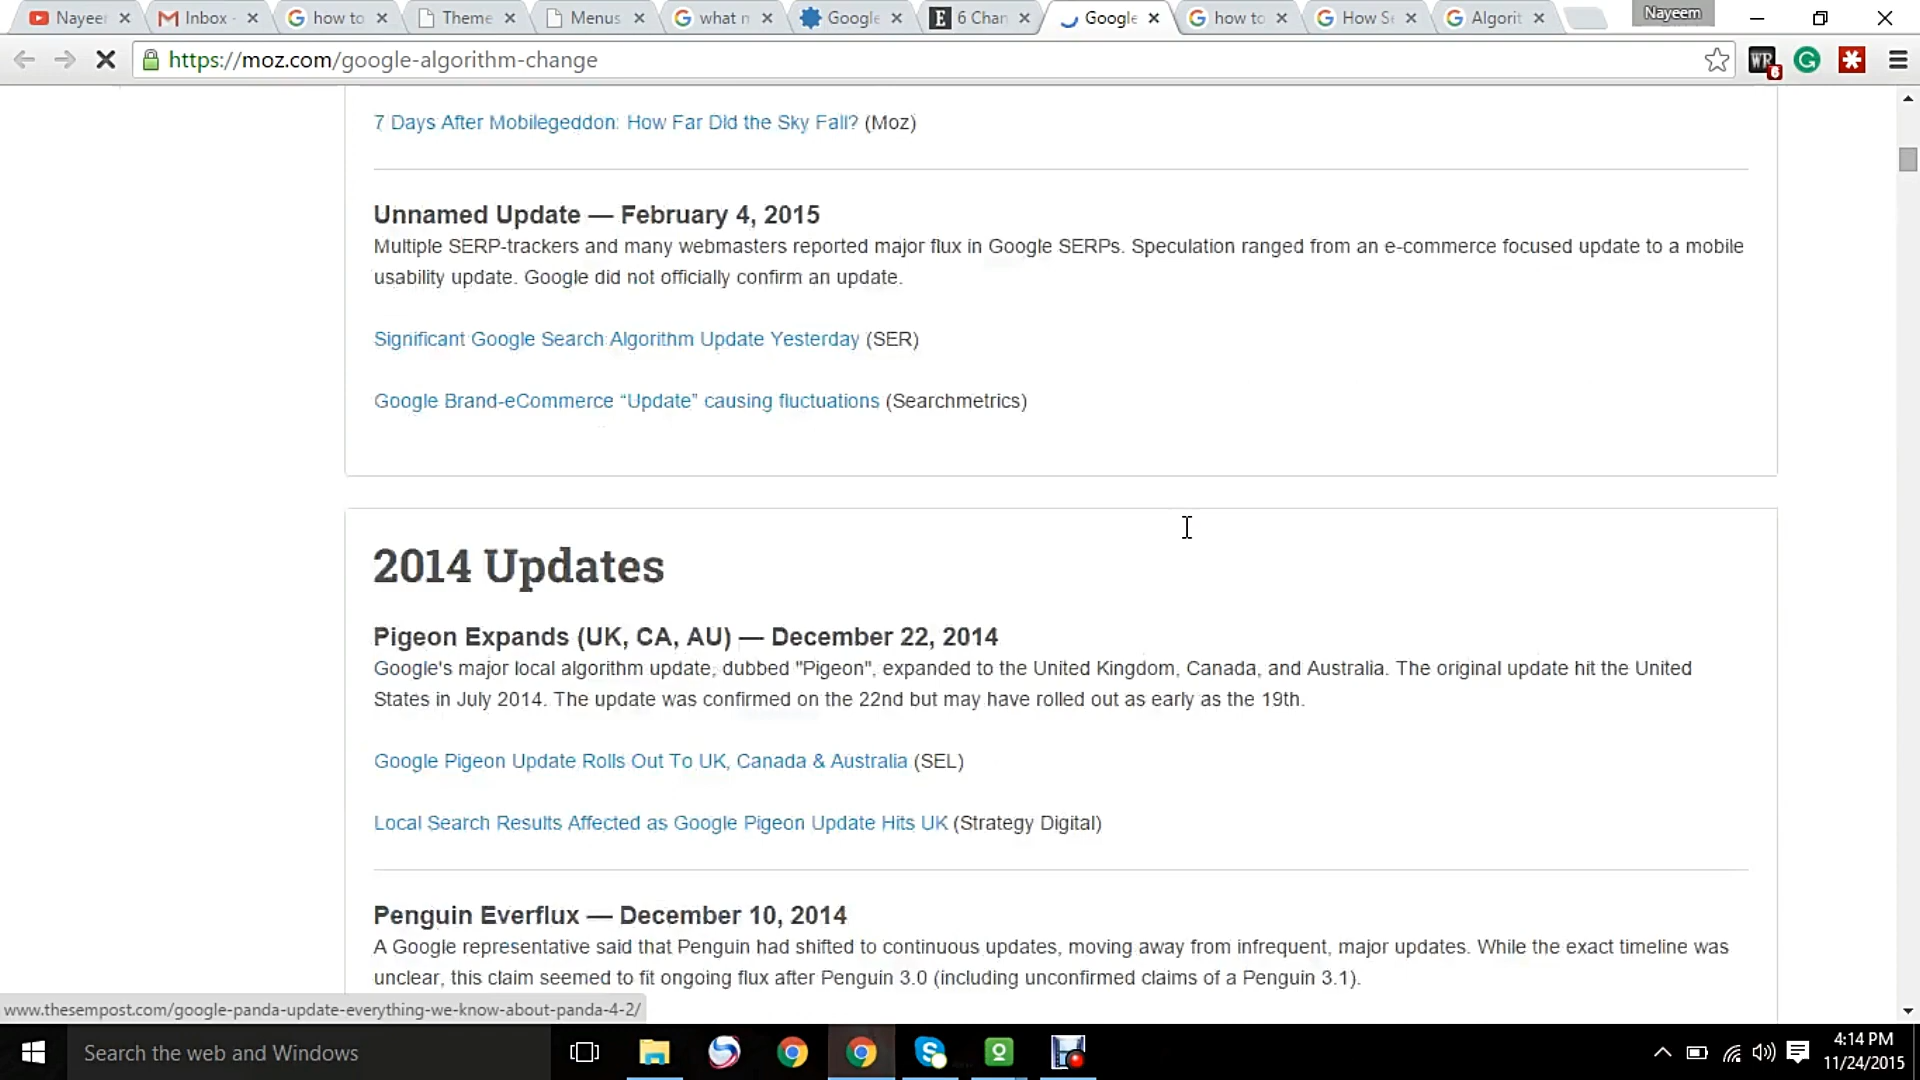 Nayeer
Inbox -
how to
Theme
Menus
what n
Google
6 Chan
Google
how to
How Se
Algorit
Nayeem
https://moz.com/google-algorithm-change
WR
6
7 Days After Mobilegeddon: How Far Did the Sky Fall? (Moz)
Unnamed Update — February 4, 2015
Multiple SERP-trackers and many webmasters reported major flux in Google SERPs. Speculation ranged from an e-commerce focused update to a mobile
usability update. Google did not officially confirm an update.
Significant Google Search Algorithm Update Yesterday (SER)
Google Brand-eCommerce “Update” causing fluctuations (Searchmetrics)
2014 Updates
Pigeon Expands (UK, CA, AU) — December 22, 2014
Google's major local algorithm update, dubbed "Pigeon", expanded to the United Kingdom, Canada, and Australia. The original update hit the United
States in July 2014. The update was confirmed on the 22nd but may have rolled out as early as the 19th.
Google Pigeon Update Rolls Out To UK, Canada & Australia (SEL)
Local Search Results Affected as Google Pigeon Update Hits UK (Strategy Digital)
Penguin Everflux — December 10, 2014
A Google representative said that Penguin had shifted to continuous updates, moving away from infrequent, major updates. While the exact timeline was
unclear, this claim seemed to fit ongoing flux after Penguin 3.0 (including unconfirmed claims of a Penguin 3.1).
www.thesempost.com/google-panda-update-everything-we-know-about-panda-4-2/
Search the web and Windows
4:14 PM
11/24/2015